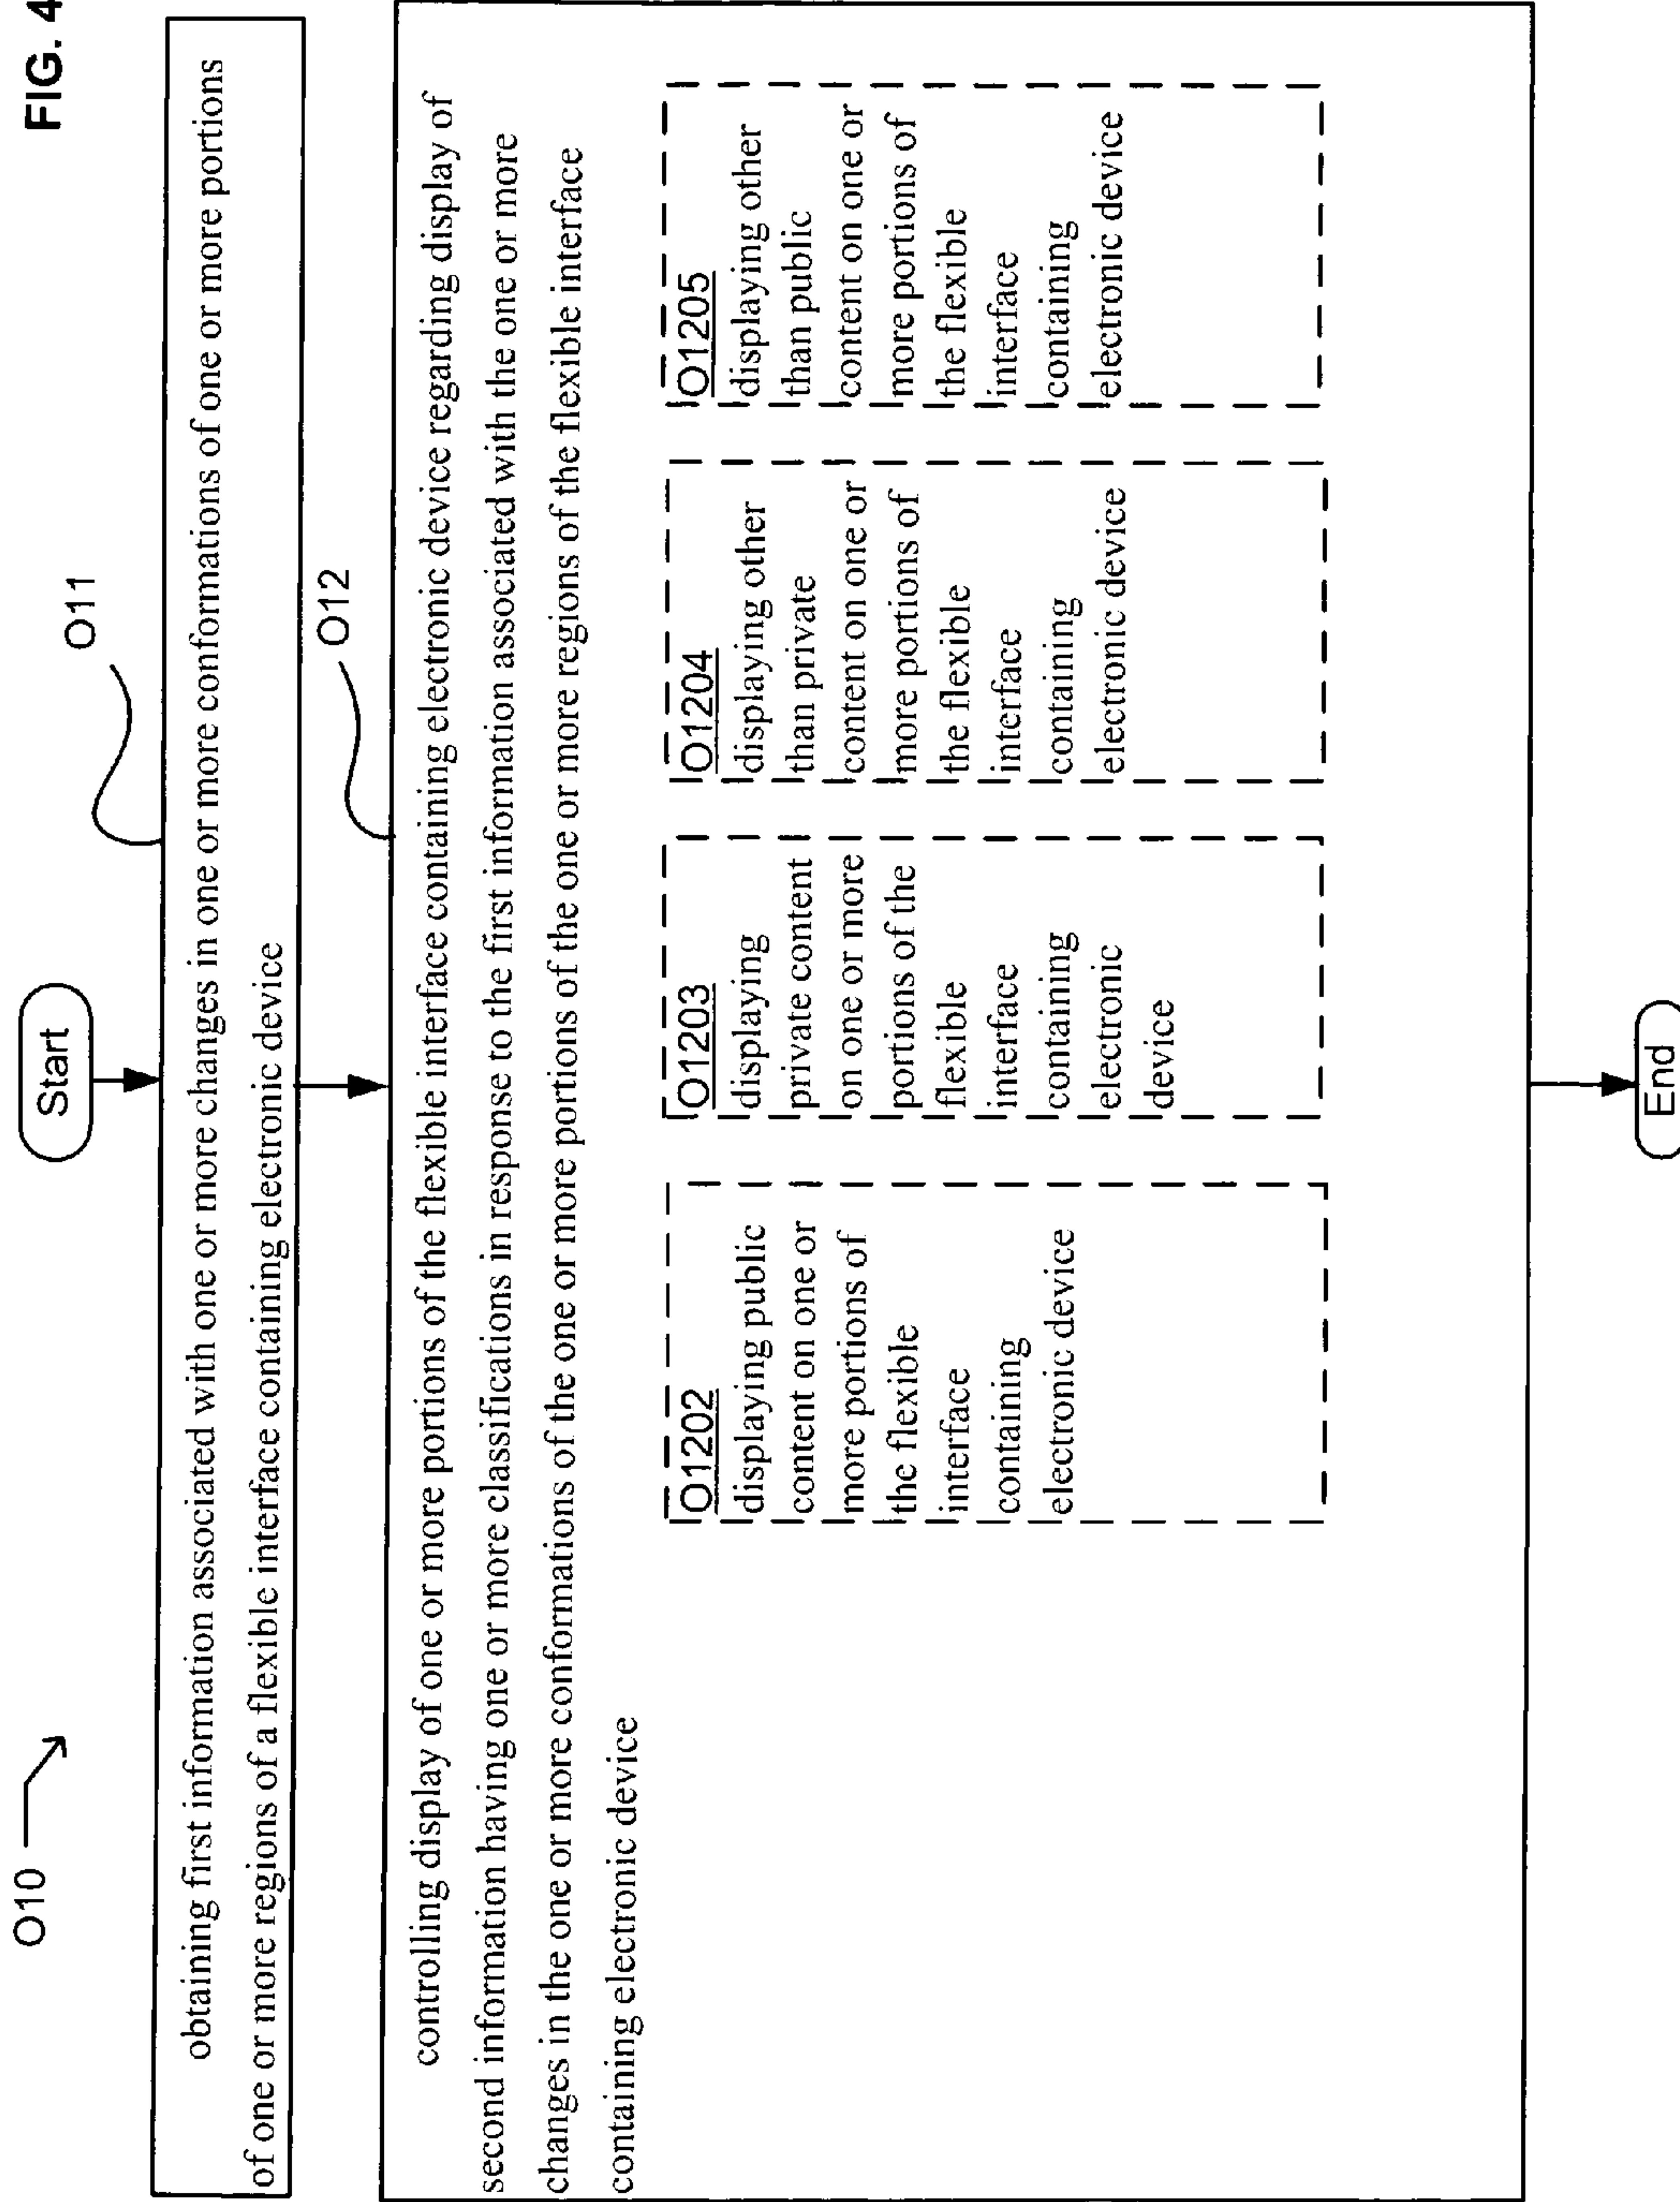 FIG. 4
O10
Start
O11
obtaining first information associated with one or more changes in one or more conformations of one or more portions
of one or more regions of a flexible interface containing electronic device
O12
controlling display of one or more portions of the flexible interface containing electronic device regarding display of
second information having one or more classifications in response to the first information associated with the one or more
changes in the one or more conformations of the one or more portions of the one or more regions of the flexible interface
containing electronic device
O1202
displaying public
content on one or
more portions of
the flexible
interface
containing
electronic device
O1203
displaying
private content
on one or more
portions of the
flexible
interface
containing
electronic
device
O1204
displaying other
than private
content on one or
more portions of
the flexible
interface
containing
electronic device
O1205
displaying other
than public
content on one or
more portions of
the flexible
interface
containing
electronic device
End